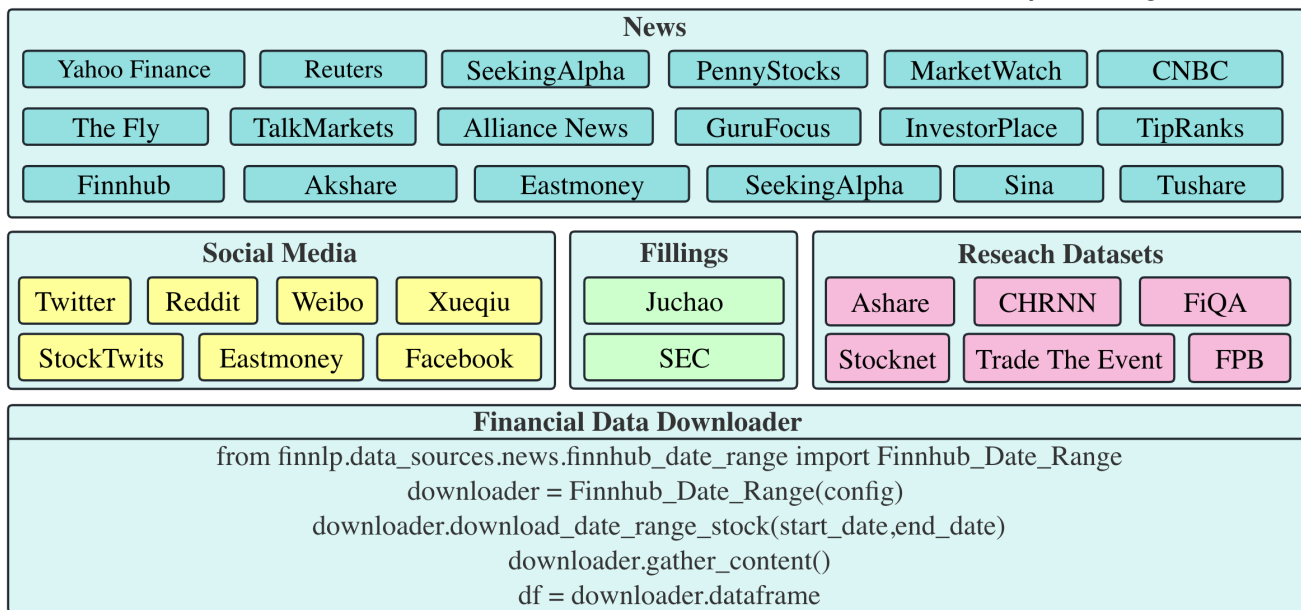 News
Yahoo Finance Reuters SeekingAlpha PennyStocks MarketWatch CNBC
The Fly TalkMarkets Alliance News GuruFocus InvestorPlace TipRanks
Finnhub Akshare Eastmoney SeekingAlpha Sina Tushare
Social Media
Twitter Reddit Weibo Xueqiu
StockTwits Eastmoney Facebook
Fillings
Juchao
SEC
Reseach Datasets
Ashare CHRNN FiQA
Stocknet Trade The Event FPB
Financial Data Downloader
from finnlp.data_sources.news.finnhub_date_range import Finnhub_Date_Range
downloader = Finnhub_Date_Range(config)
downloader.download_date_range_stock(start_date,end_date)
downloader.gather_content()
df = downloader.dataframe